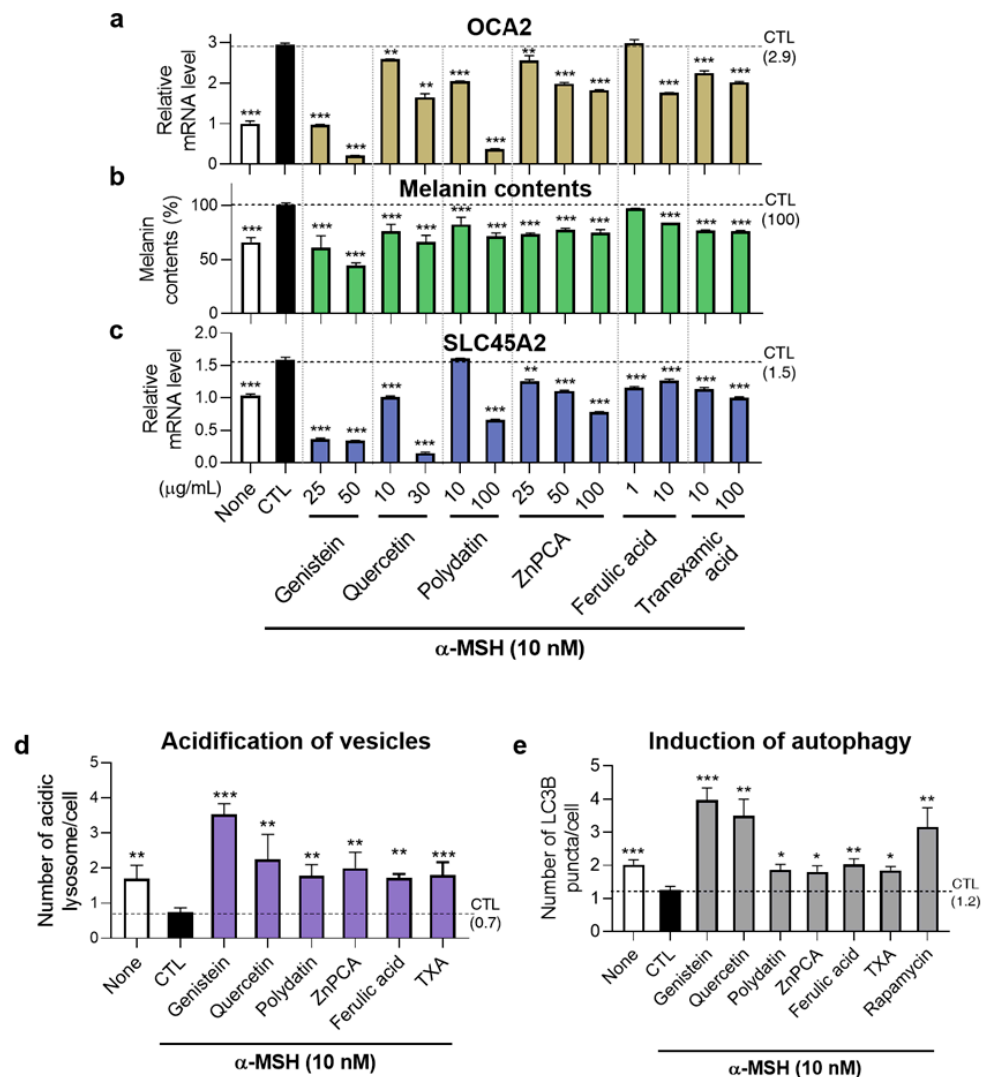 a
OCA2
CTL
(2.9)
Relative
mRNA level
3
2
1
0
***
***
***
**
**
***
***
**
***
***
***
***
***
b
Melanin contents
CTL
(100)
Melanin
contents (%)
100
50
0
***
***
***
***
***
***
***
***
***
***
***
***
***
c
SLC45A2
CTL
(1.5)
Relative
mRNA level
2.0
1.5
1.0
0.5
0.0
***
***
***
***
***
***
**
***
***
***
***
***
***
(μg/mL)
None
CTL
25
50
10
30
10
100
25
50
100
1
10
10
100
Genistein
Quercetin
Polydatin
ZnPCA
Ferulic acid
Tranexamic
acid
α-MSH (10 nM)
d
Acidification of vesicles
Number of acidic
lysosome/cell
5
4
3
2
1
0
**
***
**
**
**
**
***
CTL
(0.7)
None
CTL
Genistein
Quercetin
Polydatin
ZnPCA
Ferulic acid
TXA
α-MSH (10 nM)
e
Induction of autophagy
Number of LC3B
puncta/cell
5
4
3
2
1
0
***
***
**
*
*
**
*
**
CTL
(1.2)
None
CTL
Genistein
Quercetin
Polydatin
ZnPCA
Ferulic acid
TXA
Rapamycin
α-MSH (10 nM)